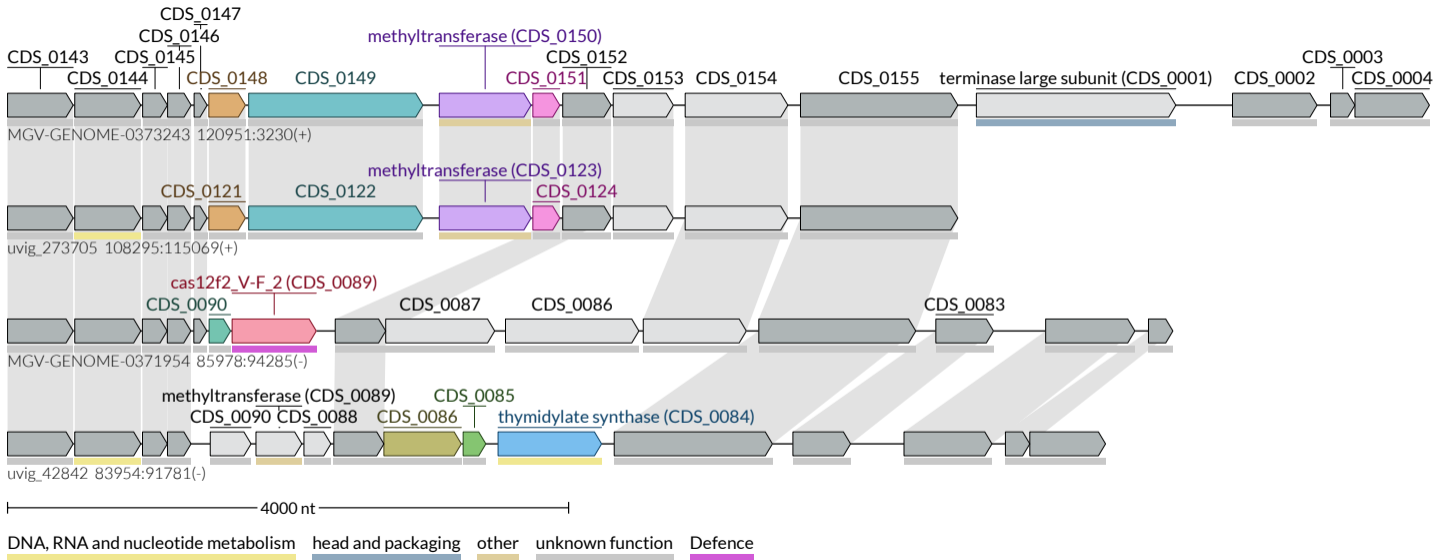 CDS_0147
CDS_0146 methyltransferase (CDS_0150)
CDS_0143 CDS_0145 CDS_0152 CDS_0003
CDS_0144 CDS_0148 CDS_0149 CDS_0151 CDS_0153 CDS_0154 CDS_0155 terminase large subunit (CDS_0001) CDS_0002 CDS_0004
MGV-GENOME-0373243 120951:3230(+)
methyltransferase (CDS_0123)
CDS_0121 CDS_0122 CDS_0124
uvig_273705 108295:115069(+)
cas12f2_V-F_2 (CDS_0089)
CDS_0090 CDS_0087 CDS_0086 CDS_0083
MGV-GENOME-0371954 85978:94285(-)
methyltransferase (CDS_0089) CDS_0085
CDS_0090 CDS_0088 CDS_0086 thymidylate synthase (CDS_0084)
uvig_42842 83954:91781(-)
4000 nt
DNA, RNA and nucleotide metabolism head and packaging other unknown function Defence